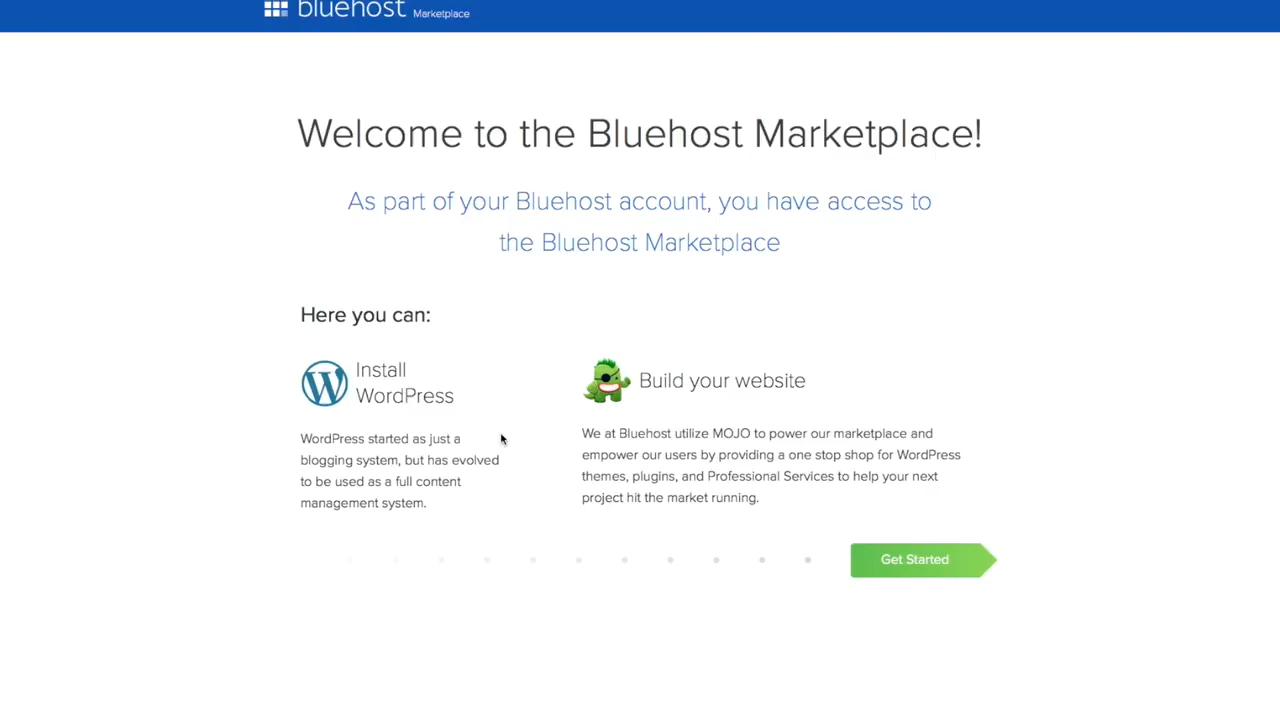 bluehost Marketplace
Welcome to the Bluehost Marketplace!
As part of your Bluehost account, you have access to
the Bluehost Marketplace
Here you can:
Install
WordPress
WordPress started as just a
blogging system, but has evolved
to be used as a full content
management system.
Build your website
We at Bluehost utilize MOJO to power our marketplace and
empower our users by providing a one stop shop for WordPress
themes, plugins, and Professional Services to help your next
project hit the market running.
Get Started